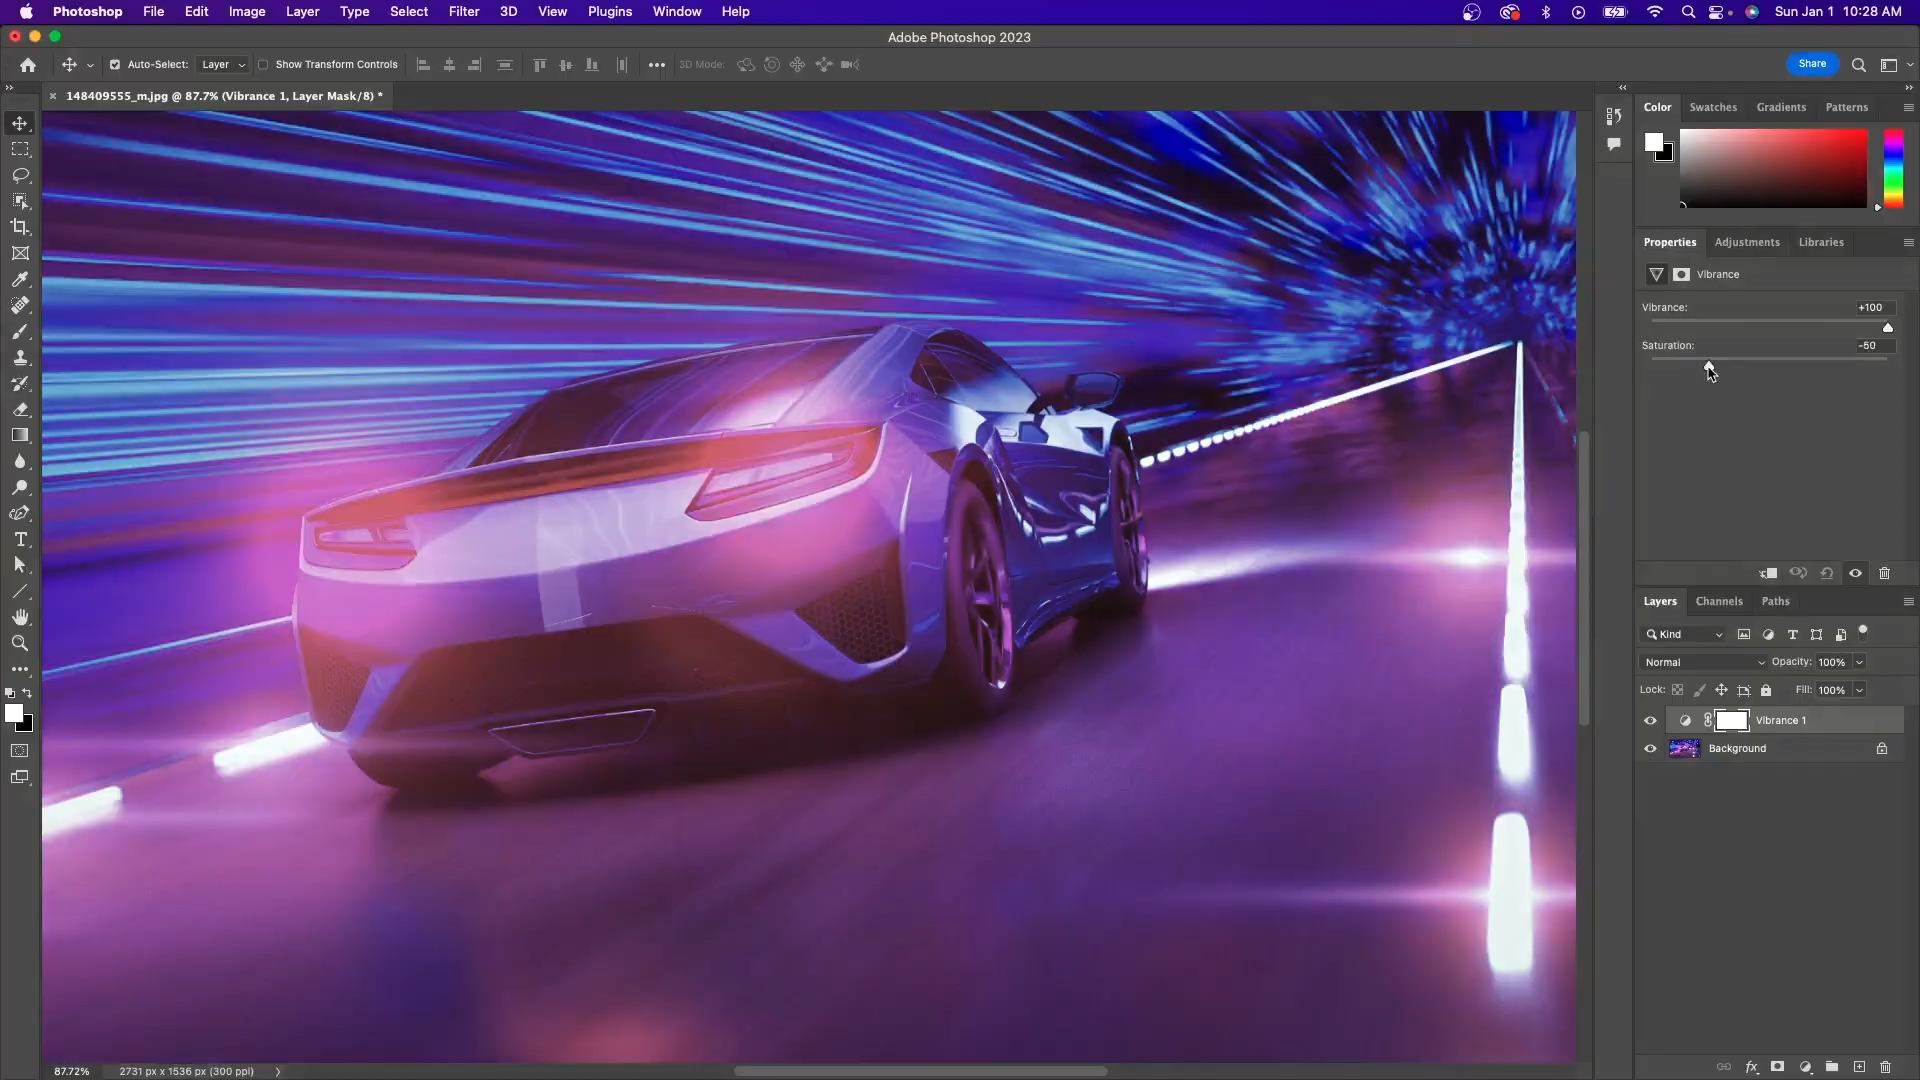 Photoshop File Edit Image Layer Type Select Filter 3D View Plugins Window Help Sun Jan 1 10:28 AM
Adobe Photoshop 2023
Auto-Select: Layer Show Transform Controls 3D Mode: Share
148409555_m.jpg @ 87.7% (Vibrance 1, Layer Mask/8) *
Color Swatches Gradients Patterns
Properties Adjustments Libraries
Vibrance
Vibrance: +100
Saturation: -50
Layers Channels Paths
Kind
Normal Opacity: 100%
Lock: Fill: 100%
Vibrance 1
Background
87.72% 2731 px x 1536 px (300 ppi)